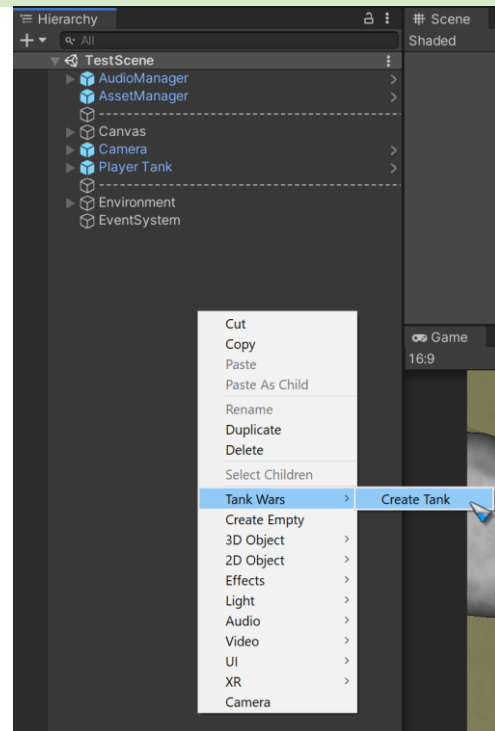 Hierarchy
# Scene
All
Shaded
TestScene
AudioManager
AssetManager
---------------------------------------------
Canvas
Camera
Player Tank
---------------------------------------------
Environment
EventSystem
Game
16:9
Cut
Copy
Paste
Paste As Child
Rename
Duplicate
Delete
Select Children
Tank Wars
Create Tank
Create Empty
3D Object
2D Object
Effects
Light
Audio
Video
UI
XR
Camera